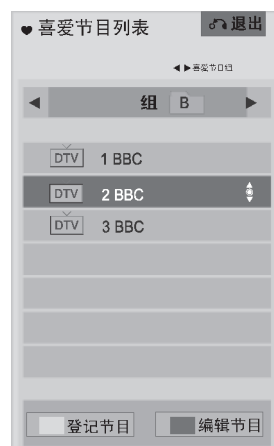 ♥ 喜爱节目列表 退出
◀ ▶喜爱节目组
◀ 组 B ▶
DTV 1 BBC
DTV 2 BBC
DTV 3 BBC
登记节目 编辑节目